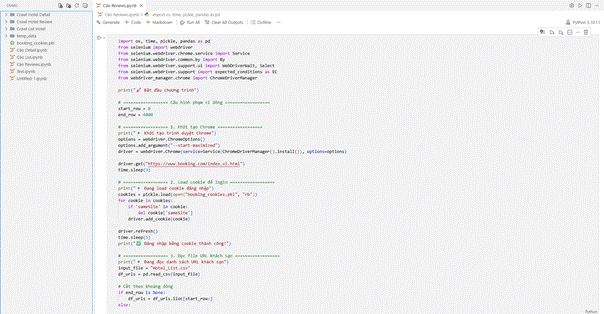 Crawl Hotel Detail
Crawl Hotel Review
Crawl List Hotel
temp_data
booking_cookies.pkl
Cào Detail.ipynb
Cào List.ipynb
Cào Reviews.ipynb
Test.ipynb
Untitled-1.ipynb
Cào Reviews.ipynb
Cào Reviews.ipynb > import os, time, pickle, pandas as pd
Generate + Code + Markdown | Run All Clear All Outputs | Outline ...
Python 3.10.11
import os, time, pickle, pandas as pd
from selenium import webdriver
from selenium.webdriver.chrome.service import Service
from selenium.webdriver.common.by import By
from selenium.webdriver.support.ui import WebDriverWait, Select
from selenium.webdriver.support import expected_conditions as EC
from webdriver_manager.chrome import ChromeDriverManager
print("🚀 Bắt đầu chương trình")
# ================== Cấu hình phạm vi dòng ==================
start_row = 0
end_row = 4000
# ================== 1. Khởi tạo Chrome ==================
print("🔹 Khởi tạo trình duyệt Chrome")
options = webdriver.ChromeOptions()
options.add_argument("--start-maximized")
driver = webdriver.Chrome(service=Service(ChromeDriverManager().install()), options=options)
driver.get("https://www.booking.com/index.vi.html")
time.sleep(3)
# ================== 2. Load cookie để login ==================
print("🔹 Đang load cookie đăng nhập")
cookies = pickle.load(open("booking_cookies.pkl", "rb"))
for cookie in cookies:
if 'sameSite' in cookie:
del cookie['sameSite']
driver.add_cookie(cookie)
driver.refresh()
time.sleep(5)
print("✅ Đăng nhập bằng cookie thành công!")
# ================== 3. Đọc file URL khách sạn ==================
print("🔹 Đang đọc danh sách URL khách sạn")
input_file = "Hotel_List.csv"
df_urls = pd.read_csv(input_file)
# Cắt theo khoảng dòng
if end_row is None:
df_urls = df_urls.iloc[start_row:]
else:
Python